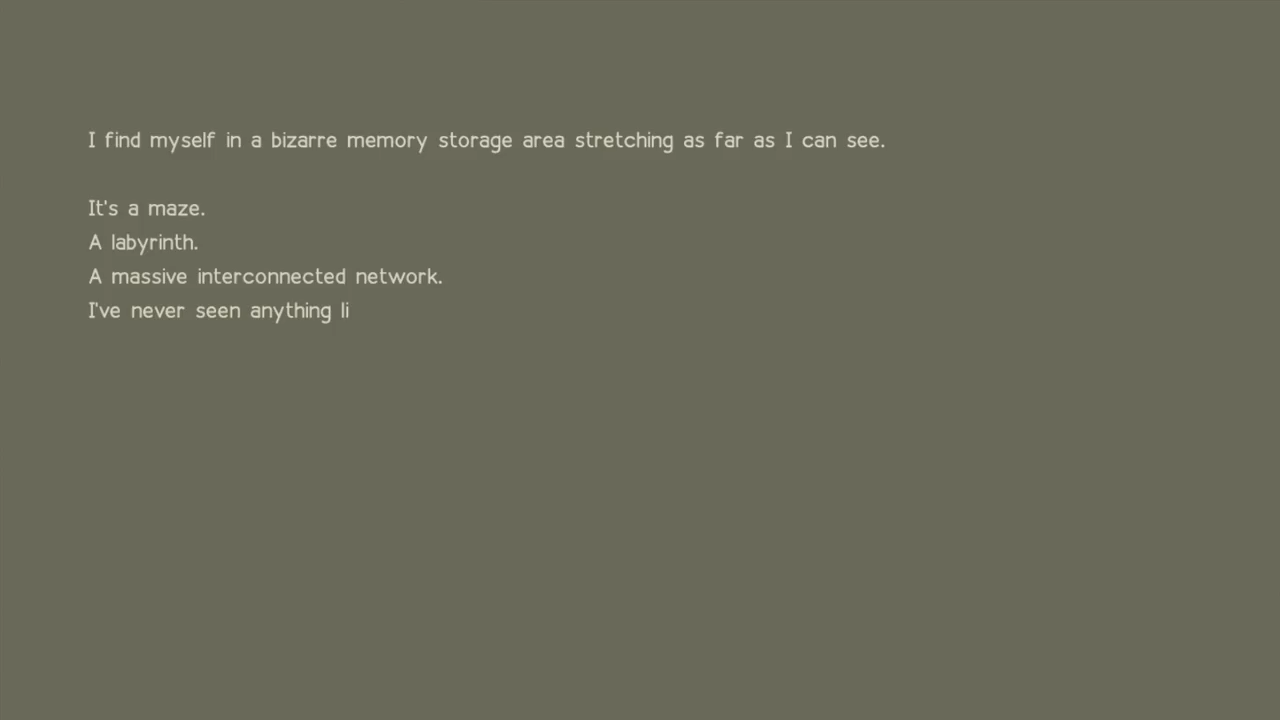 I find myself in a bizarre memory storage area stretching as far as I can see.
It's a maze.
A labyrinth.
A massive interconnected network.
I've never seen anything li